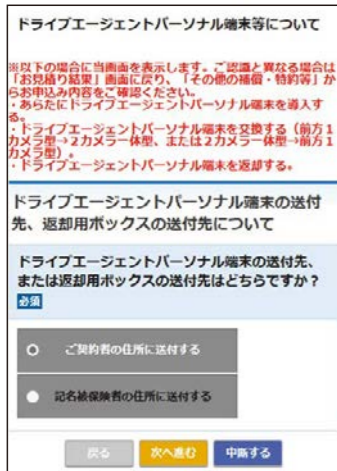 ドライブエージェントパーソナル端末等について
※以下の場合に当画面を表示します。ご認識と異なる場合は
「お見積り結果」画面に戻り、「その他の補償・特約等」か
らお申込み内容をご確認ください。
・あらたにドライブエージェントパーソナル端末を導入す
る。
・ドライブエージェントパーソナル端末を交換する（前方1
カメラ型→2カメラ一体型、または2カメラ一体型→前方1
カメラ型）。
・ドライブエージェントパーソナル端末を返却する。
ドライブエージェントパーソナル端末の送付
先、返却用ボックスの送付先について
ドライブエージェントパーソナル端末の送付先、
または返却用ボックスの送付先はどちらですか？
必須
ご契約者の住所に送付する
記名被保険者の住所に送付する
戻る 次へ進む 中断する